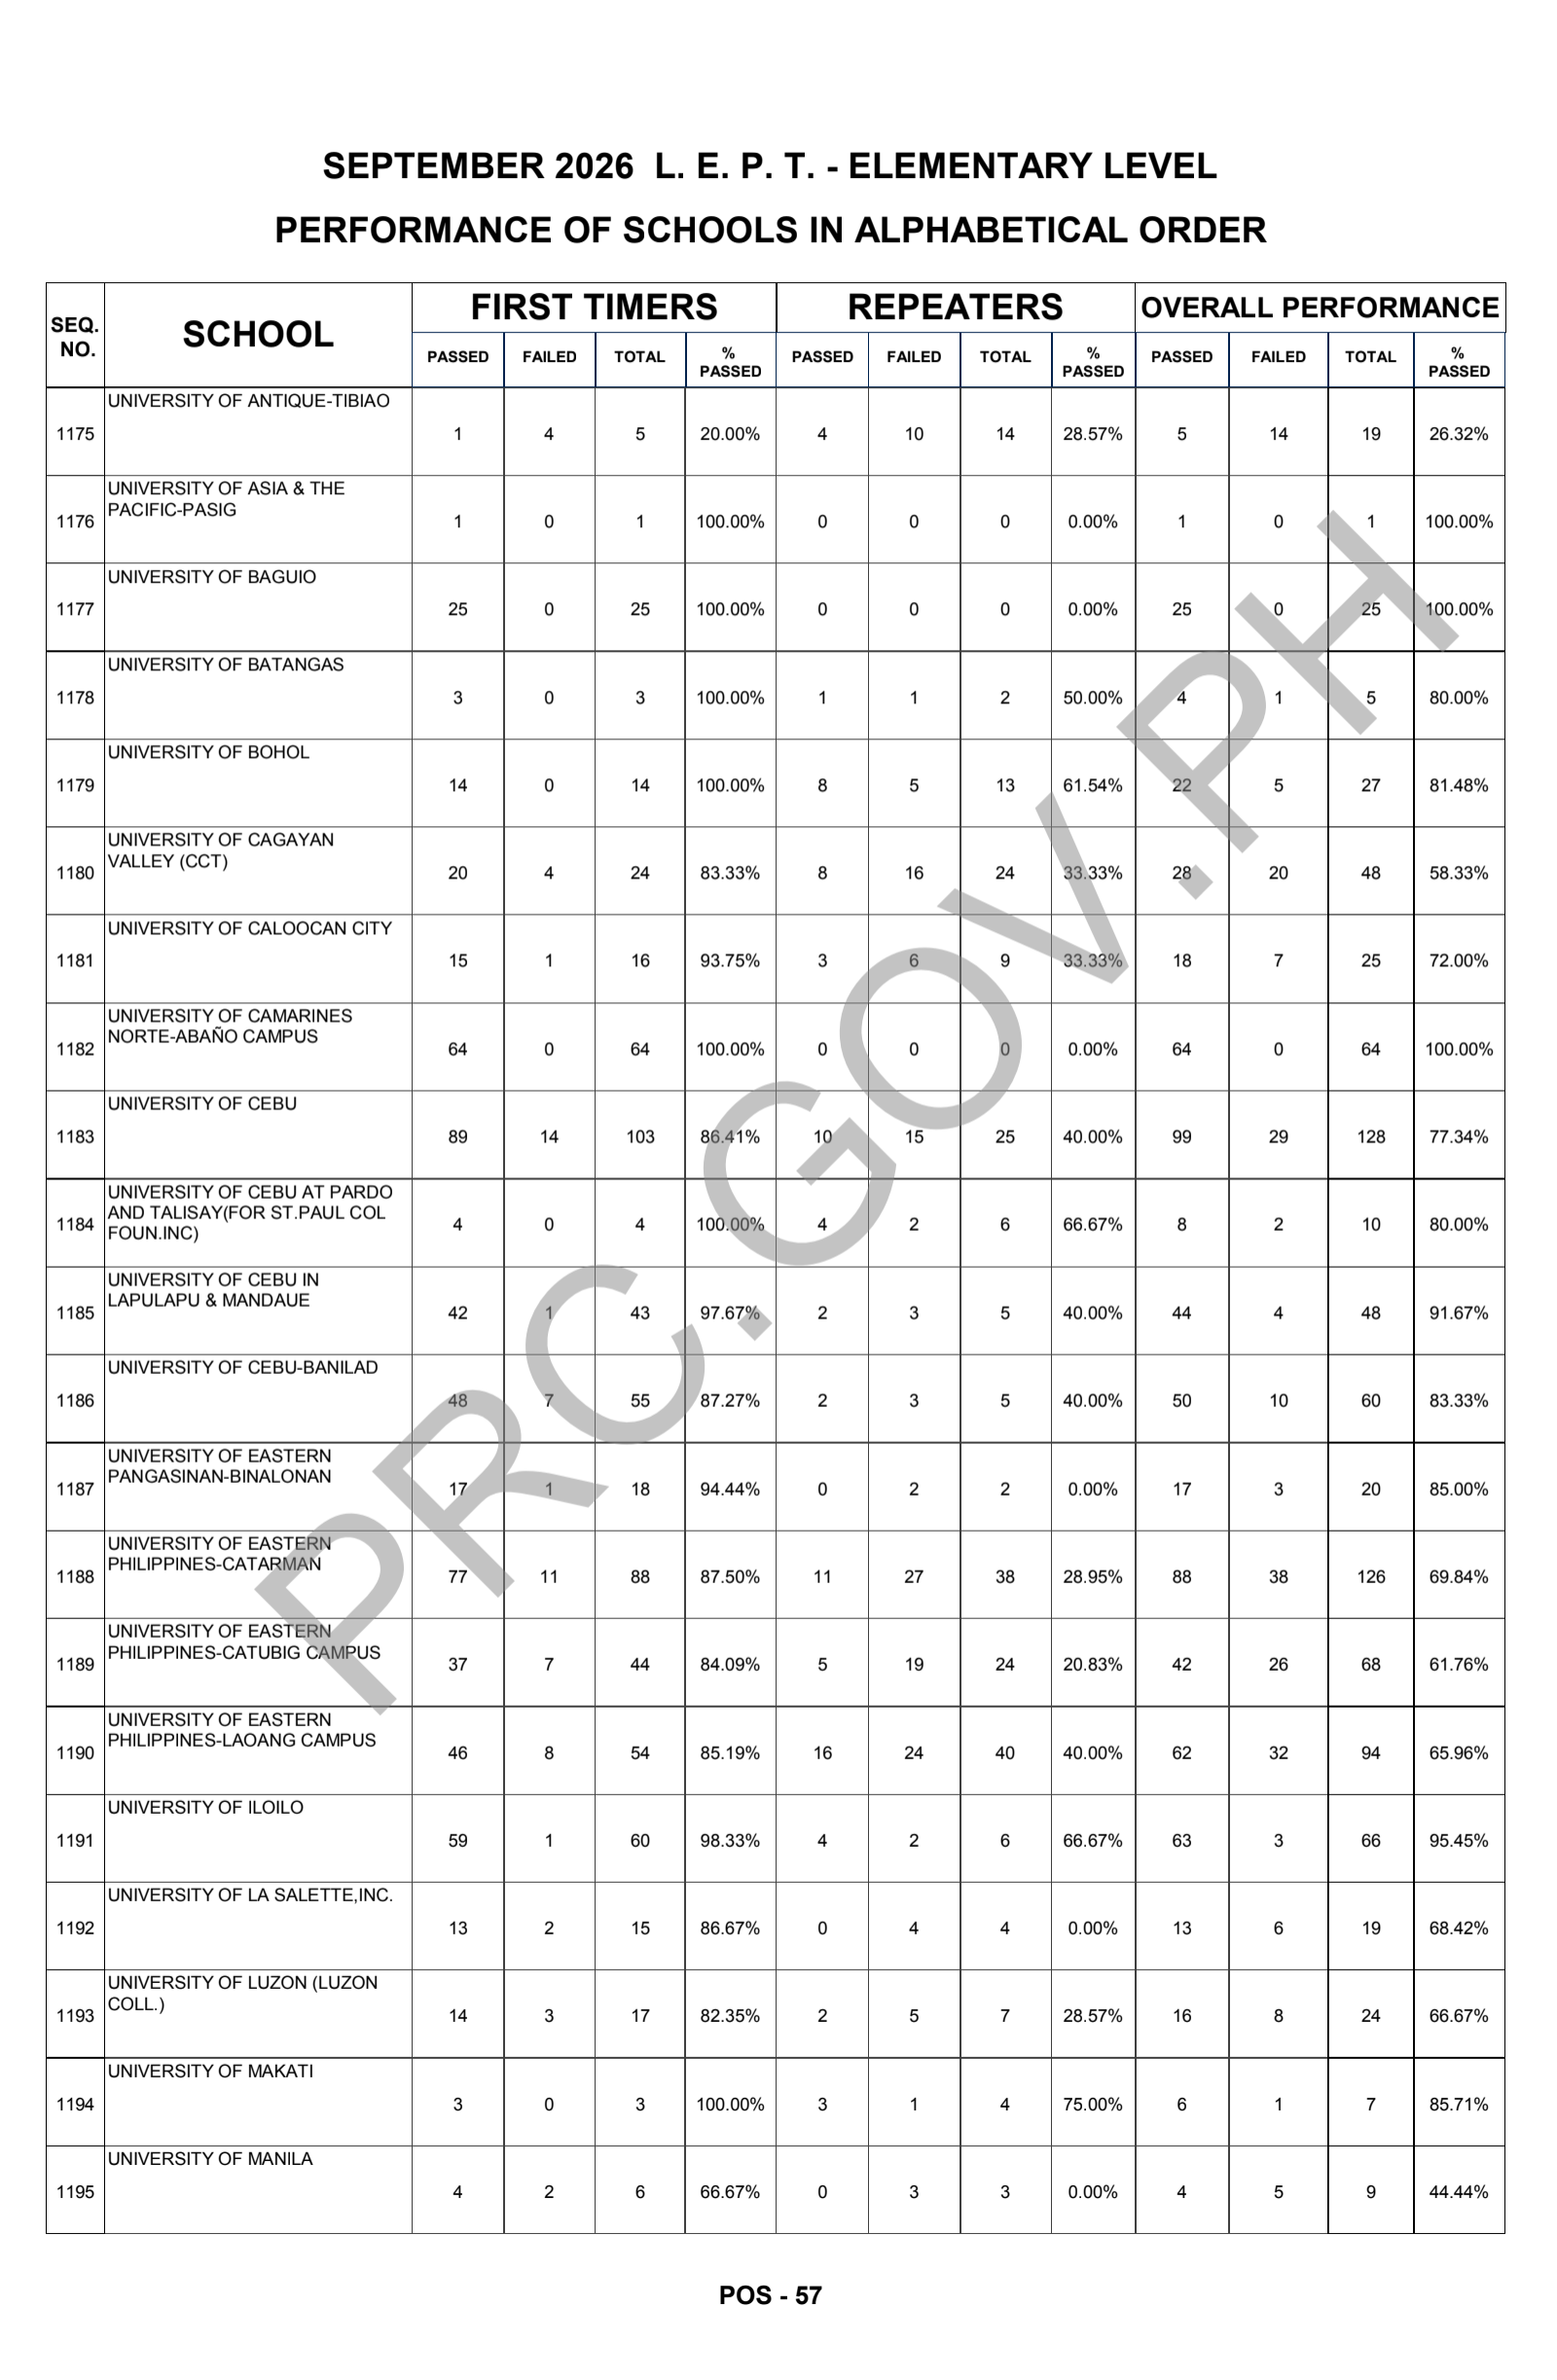 SEPTEMBER 2026 L. E. P. T. - ELEMENTARY LEVEL
PERFORMANCE OF SCHOOLS IN ALPHABETICAL ORDER
SEQ. NO. SCHOOL FIRST TIMERS REPEATERS OVERALL PERFORMANCE
PASSED FAILED TOTAL % PASSED PASSED FAILED TOTAL % PASSED PASSED FAILED TOTAL % PASSED
UNIVERSITY OF ANTIQUE-TIBIAO
1175 1 4 5 20.00% 4 10 14 28.57% 5 14 19 26.32%
UNIVERSITY OF ASIA & THE
PACIFIC-PASIG
1176 1 0 1 100.00% 0 0 0 0.00% 1 0 1 100.00%
UNIVERSITY OF BAGUIO
1177 25 0 25 100.00% 0 0 0 0.00% 25 0 25 100.00%
UNIVERSITY OF BATANGAS
1178 3 0 3 100.00% 1 1 2 50.00% 4 1 5 80.00%
UNIVERSITY OF BOHOL
1179 14 0 14 100.00% 8 5 13 61.54% 22 5 27 81.48%
UNIVERSITY OF CAGAYAN
VALLEY (CCT)
1180 20 4 24 83.33% 8 16 24 33.33% 28 20 48 58.33%
UNIVERSITY OF CALOOCAN CITY
1181 15 1 16 93.75% 3 6 9 33.33% 18 7 25 72.00%
UNIVERSITY OF CAMARINES
NORTE-ABAÑO CAMPUS
1182 64 0 64 100.00% 0 0 0 0.00% 64 0 64 100.00%
UNIVERSITY OF CEBU
1183 89 14 103 86.41% 10 15 25 40.00% 99 29 128 77.34%
UNIVERSITY OF CEBU AT PARDO
AND TALISAY(FOR ST.PAUL COL
FOUN.INC)
1184 4 0 4 100.00% 4 2 6 66.67% 8 2 10 80.00%
UNIVERSITY OF CEBU IN
LAPULAPU & MANDAUE
1185 42 1 43 97.67% 2 3 5 40.00% 44 4 48 91.67%
UNIVERSITY OF CEBU-BANILAD
1186 48 7 55 87.27% 2 3 5 40.00% 50 10 60 83.33%
UNIVERSITY OF EASTERN
PANGASINAN-BINALONAN
1187 17 1 18 94.44% 0 2 2 0.00% 17 3 20 85.00%
UNIVERSITY OF EASTERN
PHILIPPINES-CATARMAN
1188 77 11 88 87.50% 11 27 38 28.95% 88 38 126 69.84%
UNIVERSITY OF EASTERN
PHILIPPINES-CATUBIG CAMPUS
1189 37 7 44 84.09% 5 19 24 20.83% 42 26 68 61.76%
UNIVERSITY OF EASTERN
PHILIPPINES-LAOANG CAMPUS
1190 46 8 54 85.19% 16 24 40 40.00% 62 32 94 65.96%
UNIVERSITY OF ILOILO
1191 59 1 60 98.33% 4 2 6 66.67% 63 3 66 95.45%
UNIVERSITY OF LA SALETTE,INC.
1192 13 2 15 86.67% 0 4 4 0.00% 13 6 19 68.42%
UNIVERSITY OF LUZON (LUZON
COLL.)
1193 14 3 17 82.35% 2 5 7 28.57% 16 8 24 66.67%
UNIVERSITY OF MAKATI
1194 3 0 3 100.00% 3 1 4 75.00% 6 1 7 85.71%
UNIVERSITY OF MANILA
1195 4 2 6 66.67% 0 3 3 0.00% 4 5 9 44.44%
PRC.GOV.PH
POS - 57